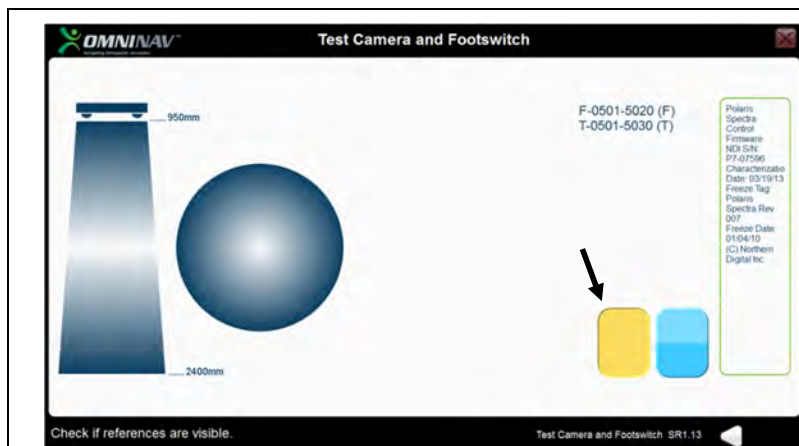 OMNINAV™
Test Camera and Footswitch
950mm
2400mm
F-0501-5020 (F)
T-0501-5030 (T)
Polaris
Spectra
Control
Firmware
NDI S/N:
P7-07596
Characterizatio
Date: 03/19/13
Freeze Tag:
Polaris
Spectra Rev
007
Freeze Date:
01/04/10
(C) Northern
Digital Inc.
Check if references are visible.
Test Camera and Footswitch SR1.13